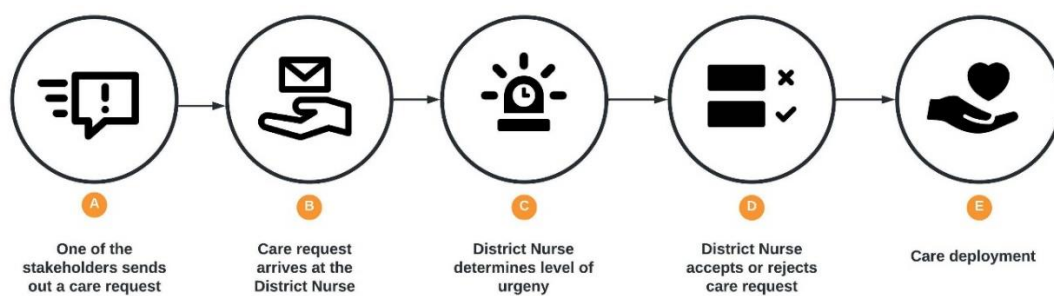 A
One of the
stakeholders sends
out a care request
B
Care request
arrives at the
District Nurse
C
District Nurse
determines level of
urgeny
D
District Nurse
accepts or rejects
care request
E
Care deployment